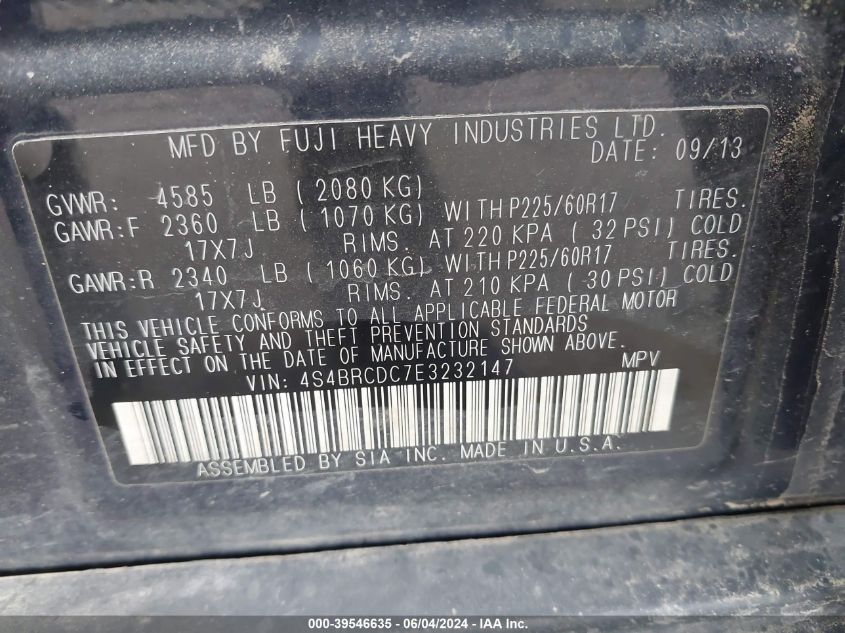 MFD BY FUJI HEAVY INDUSTRIES LTD.
DATE: 09/13
GVWR: 4585 LB ( 2080 KG)
GAWR:F 2360 LB ( 1070 KG) WITH P225/60R17 TIRES.
17X7J RIMS. AT 220 KPA ( 32 PSI) COLD
GAWR:R 2340 LB ( 1060 KG) WITH P225/60R17 TIRES.
17X7J RIMS. AT 210 KPA ( 30 PSI) COLD
THIS VEHICLE CONFORMS TO ALL APPLICABLE FEDERAL MOTOR
VEHICLE SAFETY AND THEFT PREVENTION STANDARDS
IN EFFECT ON THE DATE OF MANUFACTURE SHOWN ABOVE.
VIN: 4S4BRCDC7E3232147 MPV
ASSEMBLED BY SIA INC. MADE IN U.S.A.
000-39546635 - 06/04/2024 - IAA Inc.